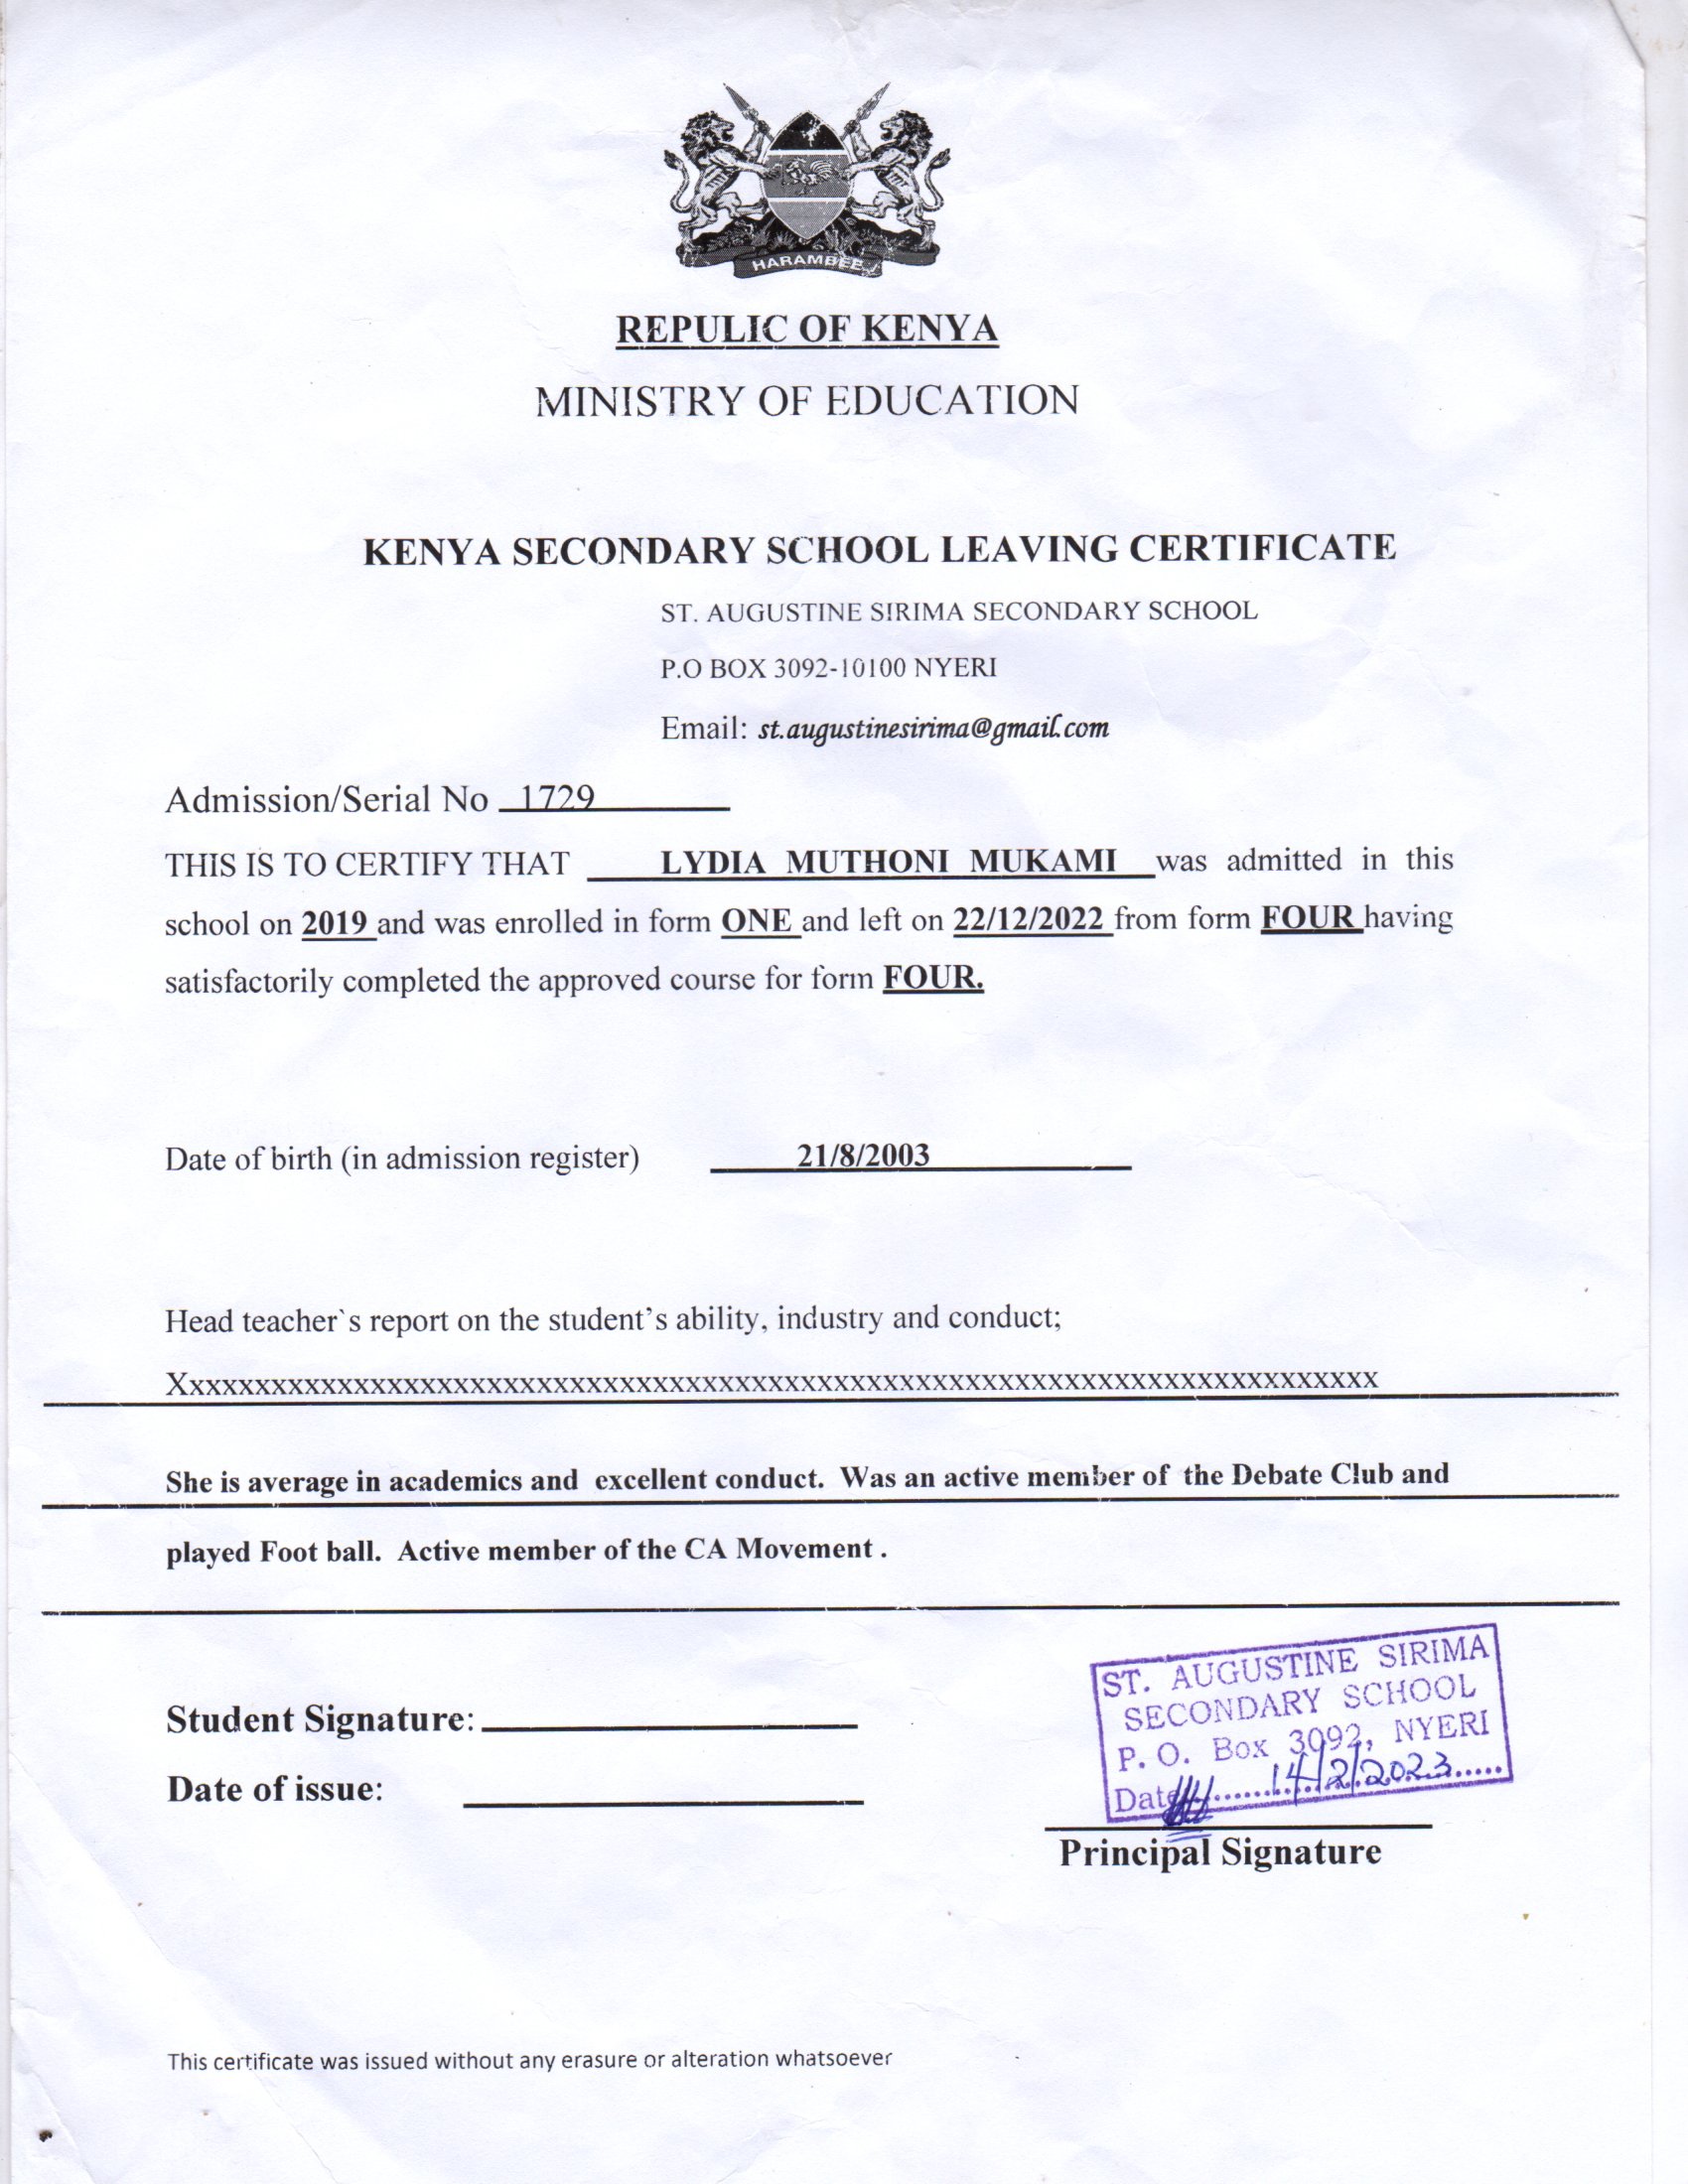 HARAMBEE
REPULIC OF KENYA
MINISTRY OF EDUCATION
KENYA SECONDARY SCHOOL LEAVING CERTIFICATE
ST. AUGUSTINE SIRIMA SECONDARY SCHOOL
P.O BOX 3092-10100 NYERI
Email: st.augustinesirima@gmail.com
Admission/Serial No 1729
THIS IS TO CERTIFY THAT LYDIA MUTHONI MUKAMI was admitted in this
school on 2019 and was enrolled in form ONE and left on 22/12/2022 from form FOUR having
satisfactorily completed the approved course for form FOUR.
Date of birth (in admission register) 21/8/2003
Head teacher`s report on the student’s ability, industry and conduct;
Xxxxxxxxxxxxxxxxxxxxxxxxxxxxxxxxxxxxxxxxxxxxxxxxxxxxxxxxxxxxxxxxxxxxxxxxxx
She is average in academics and excellent conduct. Was an active member of the Debate Club and
played Foot ball. Active member of the CA Movement .
ST. AUGUSTINE SIRIMA
SECONDARY SCHOOL
P. O. Box 3092, NYERI
Date 14/2/2023
Student Signature:
Date of issue:
Principal Signature
This certificate was issued without any erasure or alteration whatsoever